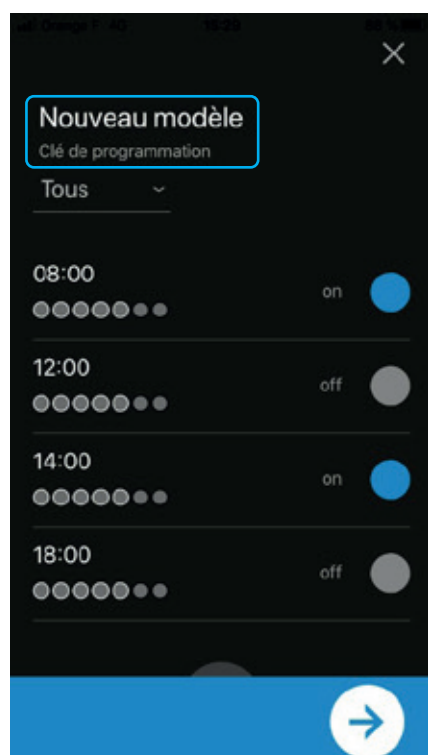 Nouveau modèle
Clé de programmation
Tous
08:00
on
12:00
off
14:00
on
18:00
off